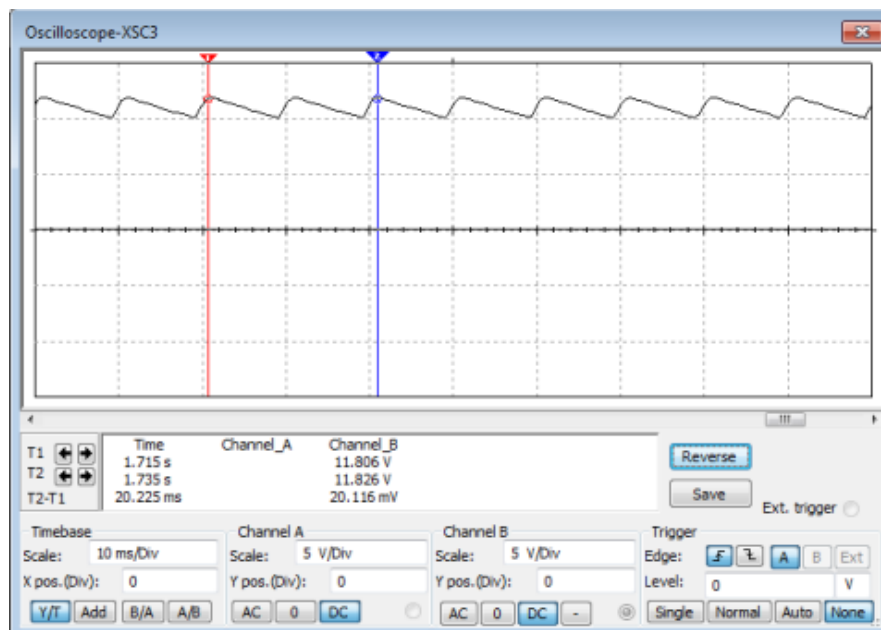 Oscilloscope-XSC3
1 2
Time Channel_A Channel_B
T1 1.715 s 11.806 V
T2 1.735 s 11.826 V
T2-T1 20.225 ms 20.116 mV
Reverse
Save
Ext. trigger
Timebase Channel A Channel B Trigger
Scale: 10 ms/Div Scale: 5 V/Div Scale: 5 V/Div Edge: A B Ext
X pos.(Div): 0 Y pos.(Div): 0 Y pos.(Div): 0 Level: 0 V
Y/T Add B/A A/B AC 0 DC AC 0 DC - Single Normal Auto None